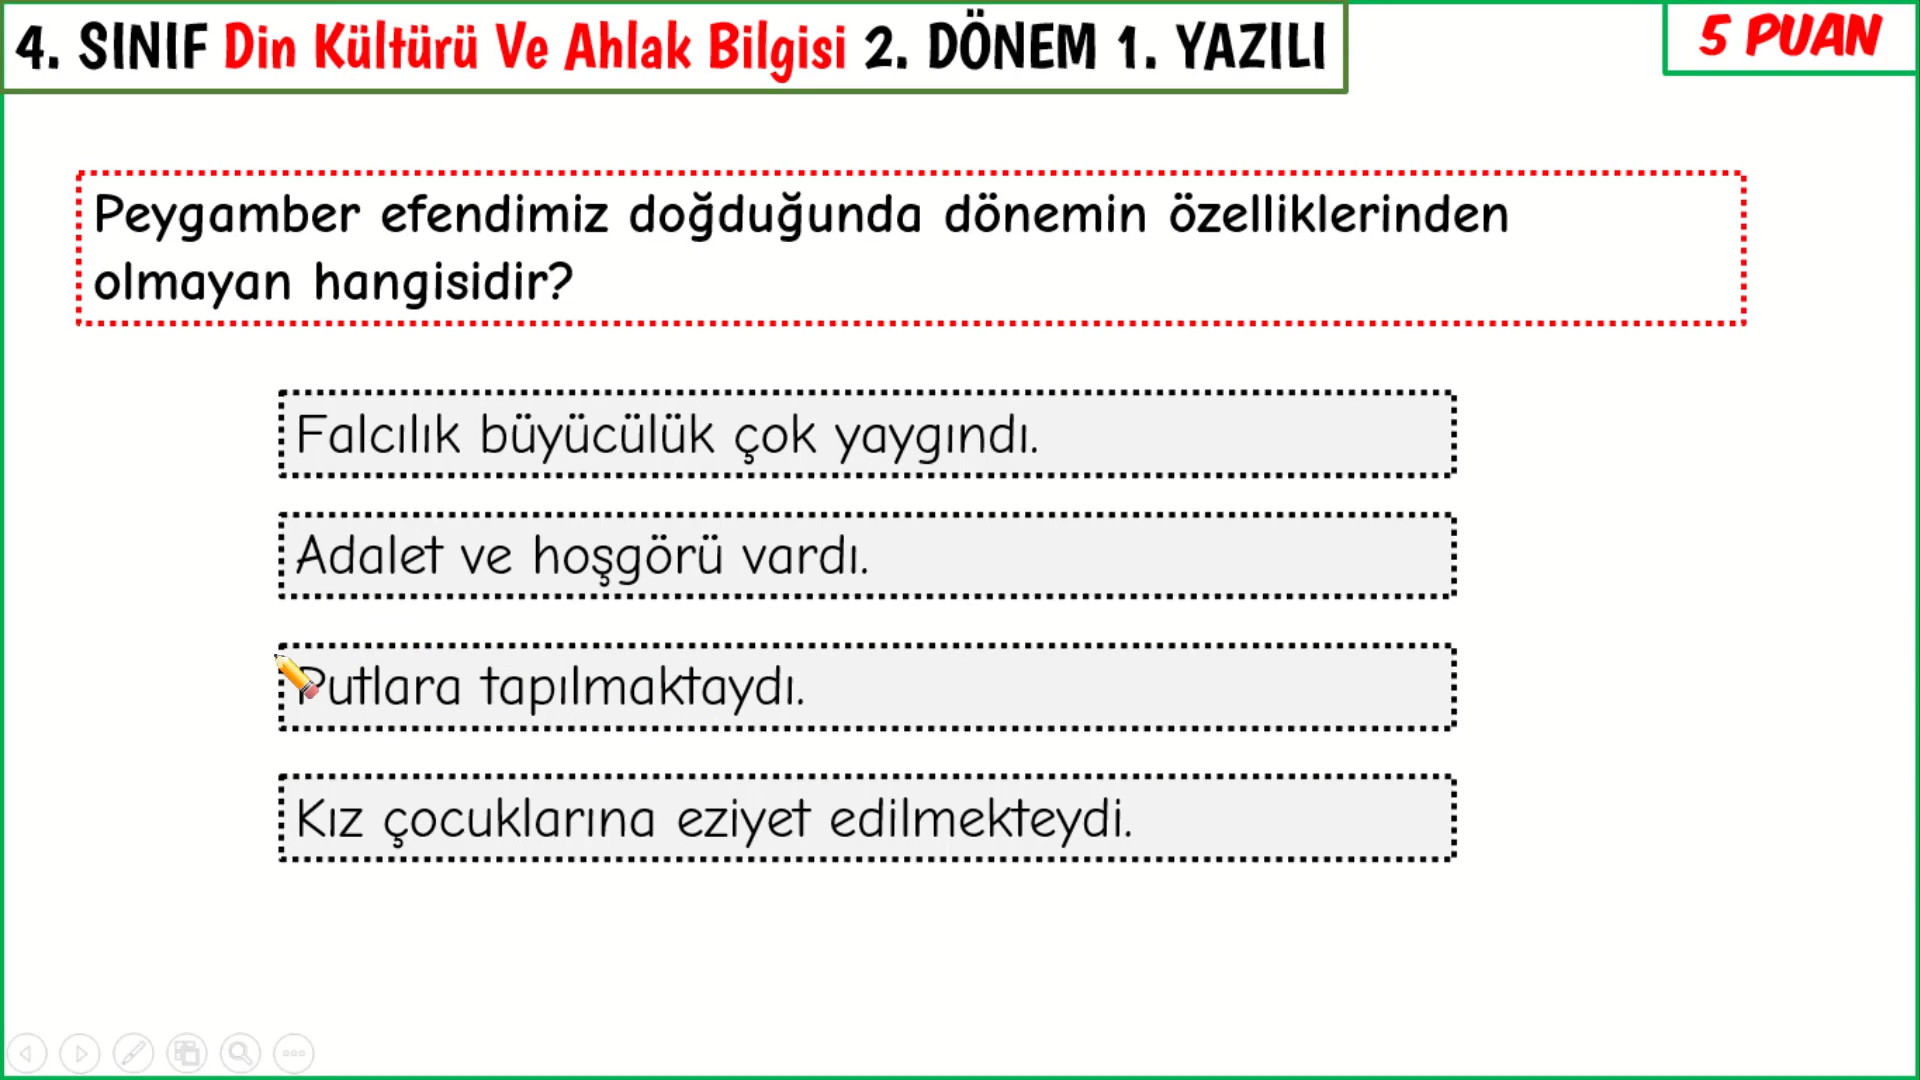 4. SINIF Din Kültürü Ve Ahlak Bilgisi 2. DÖNEM 1. YAZILI
5 PUAN
Peygamber efendimiz doğduğunda dönemin özelliklerinden
olmayan hangisidir?
Falcılık büyücülük çok yaygındı.
Adalet ve hoşgörü vardı.
Putlara tapılmaktaydı.
Kız çocuklarına eziyet edilmekteydi.